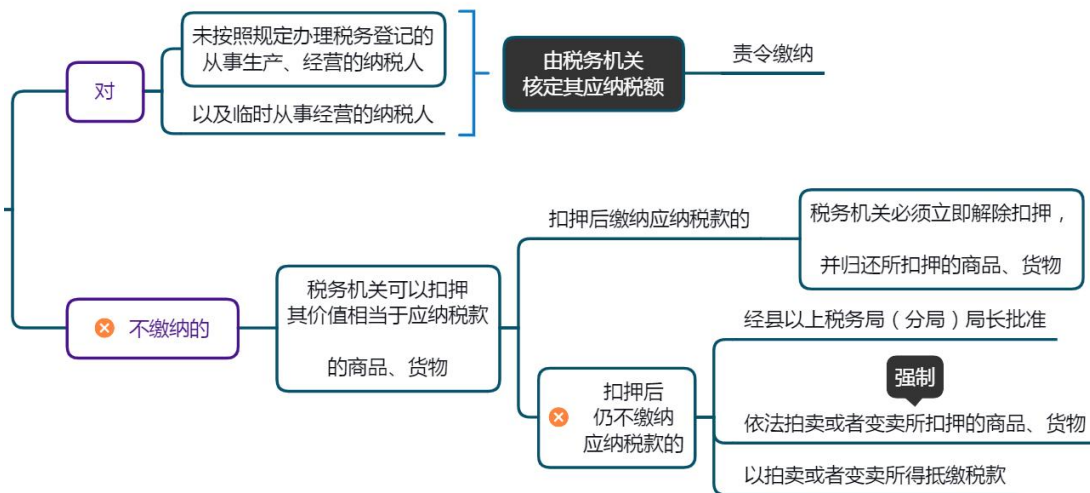 对
未按照规定办理税务登记的
从事生产、经营的纳税人
以及临时从事经营的纳税人
由税务机关
核定其应纳税额
责令缴纳
不缴纳的
税务机关可以扣押
其价值相当于应纳税款
的商品、货物
扣押后缴纳应纳税款的
税务机关必须立即解除扣押，
并归还所扣押的商品、货物
扣押后
仍不缴纳
应纳税款的
经县以上税务局（分局）局长批准
强制
依法拍卖或者变卖所扣押的商品、货物
以拍卖或者变卖所得抵缴税款